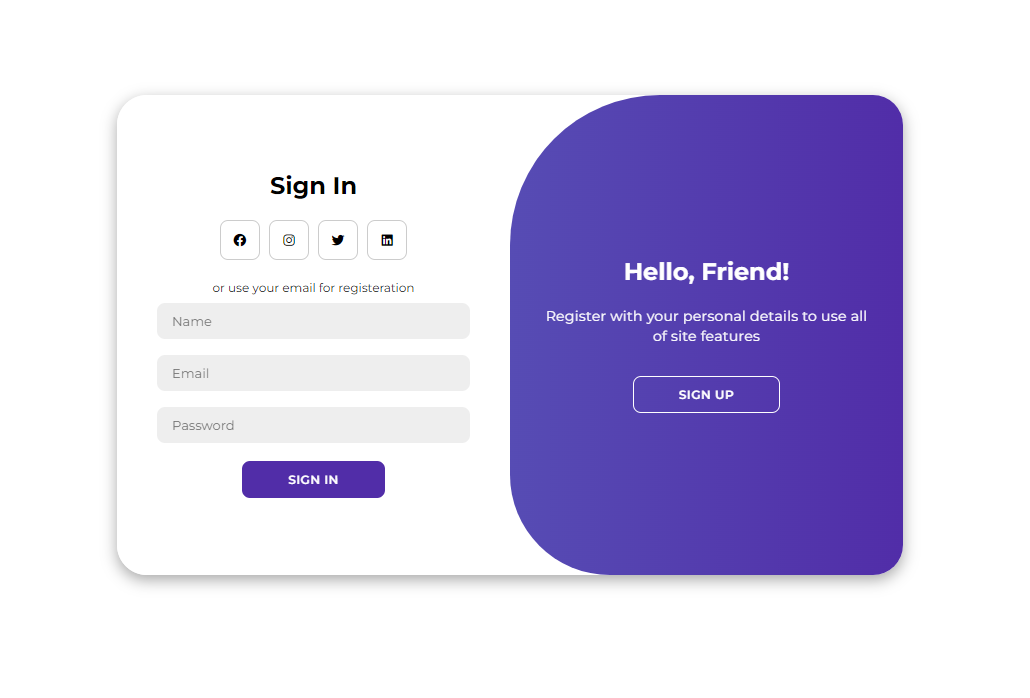 Sign In
or use your email for registeration
Name
Email
Password
SIGN IN
Hello, Friend!
Register with your personal details to use all
of site features
SIGN UP